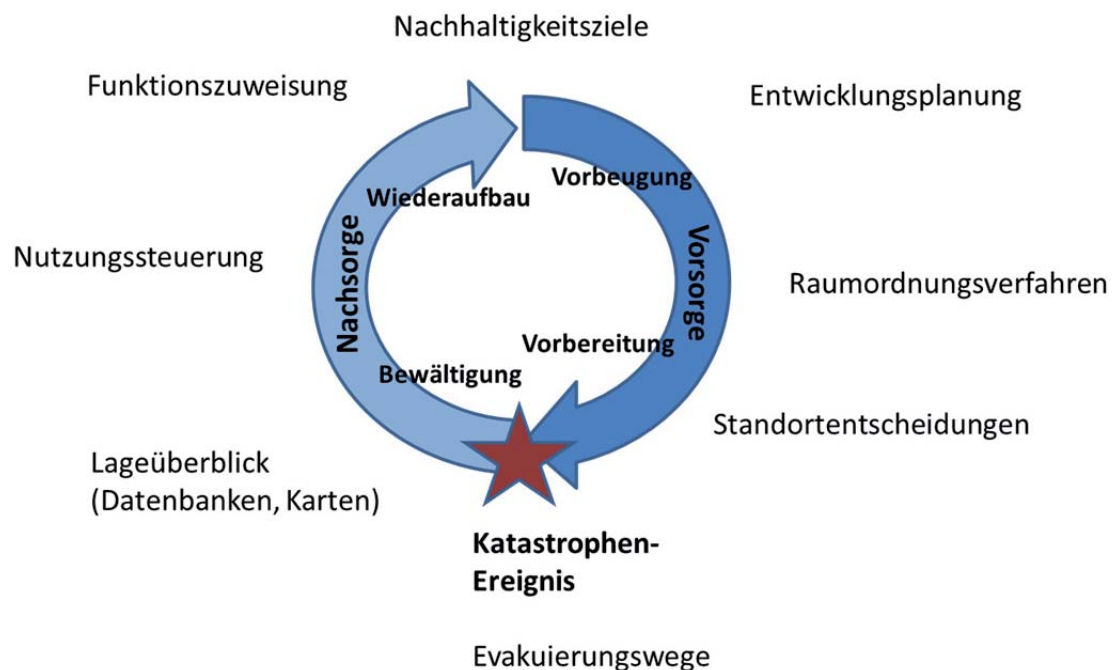 Nachhaltigkeitsziele
Funktionszuweisung
Entwicklungsplanung
Wiederaufbau
Vorbeugung
Nutzungssteuerung
Nachsorge
Vorsorge
Raumordnungsverfahren
Vorbereitung
Bewältigung
Standortentscheidungen
Lageüberblick
(Datenbanken, Karten)
Katastrophen-
Ereignis
Evakuierungswege